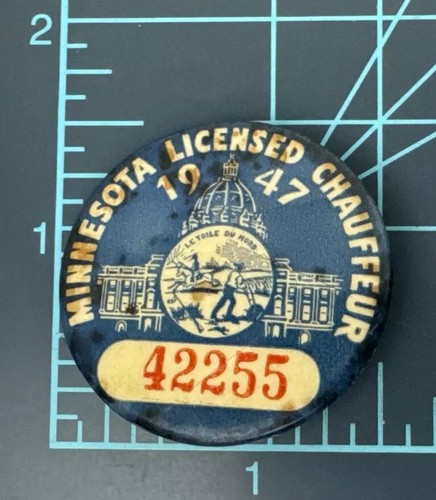 2
MINNESOTA LICENSED CHAUFFEUR
19 47
L'ETOILE DU NORD
1
42255
1